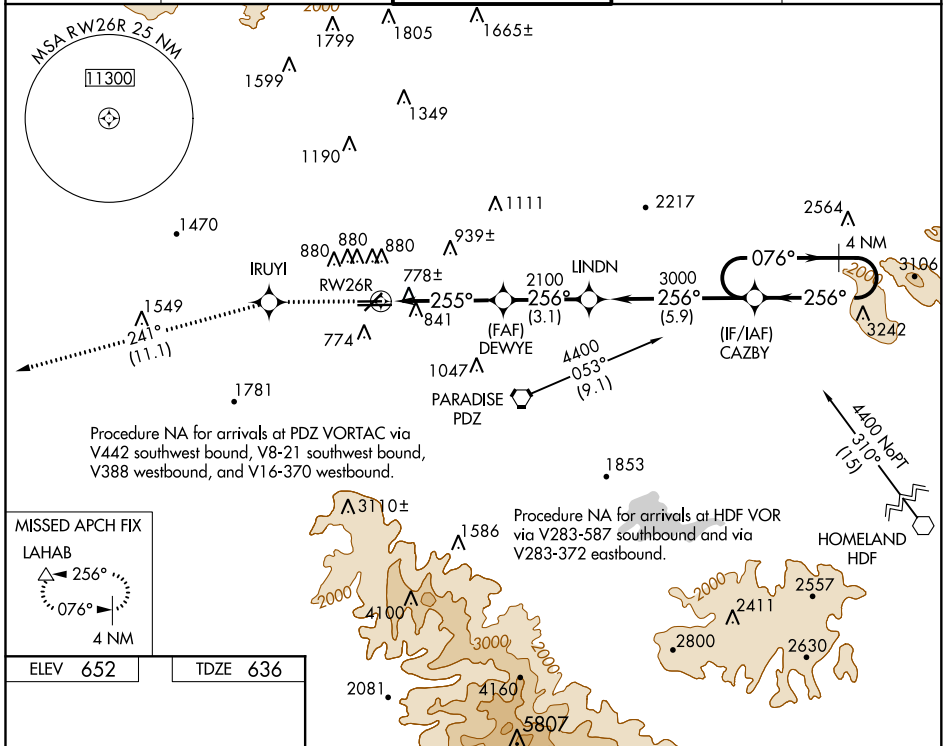 2000
1799
1805
1665±
MSA RW26R 25 NM
11300
1599
1349
1190
1470
1111
2217
2564
880
880
880
939±
4 NM
076°
2000
3106
IRUYI
RW26R
778±
2100
LINDN
3000
255°
256°
256°
256°
(3.1)
(5.9)
1549
241°
(11.1)
841
774
(FAF)
DEWYE
(IF/IAF)
CAZBY
3242
1047
4400
053°
(9.1)
PARADISE
PDZ
1781
4400 NoPT
310°
(15)
Procedure NA for arrivals at PDZ VORTAC via
V442 southwest bound, V8-21 southwest bound,
V388 westbound, and V16-370 westbound.
1853
3110±
1586
Procedure NA for arrivals at HDF VOR
via V283-587 southbound and via
V283-372 eastbound.
HOMELAND
HDF
MISSED APCH FIX
LAHAB
256°
076°
4 NM
2000
4100
3000
2000
2000
2557
2411
2800
2630
ELEV 652
TDZE 636
2081
4160
5807